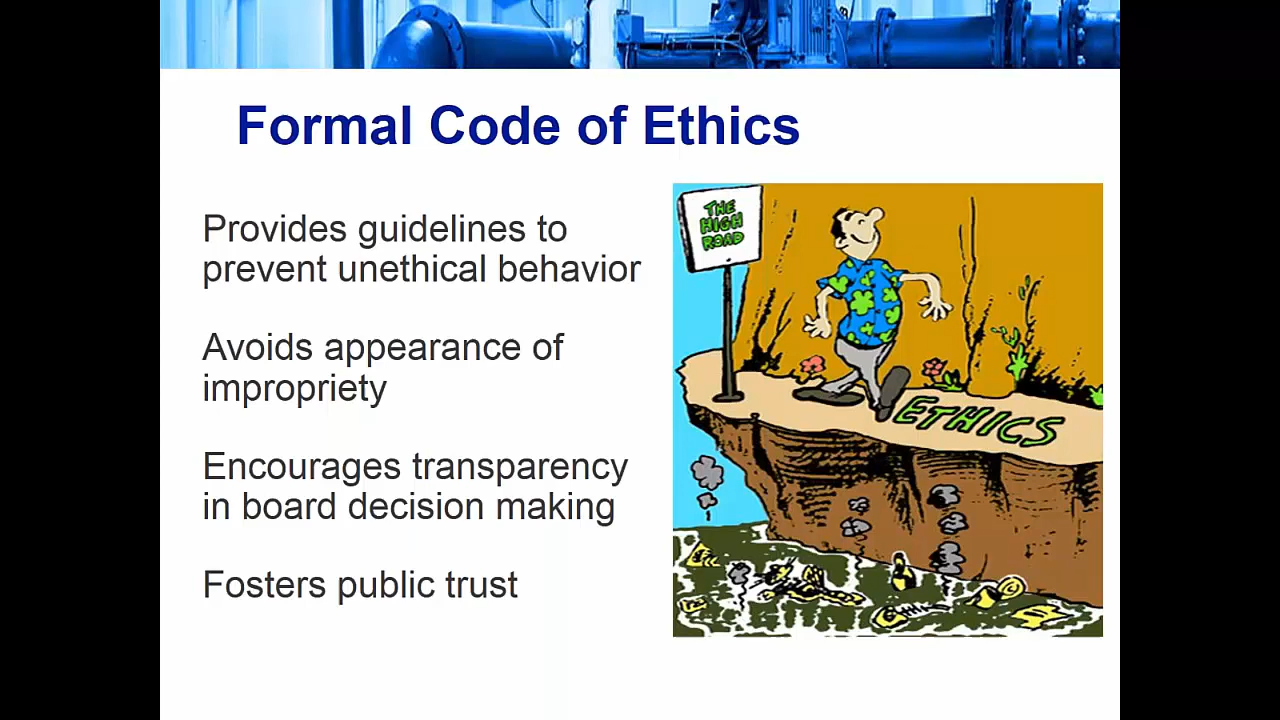 Formal Code of Ethics
Provides guidelines to
prevent unethical behavior
Avoids appearance of
impropriety
Encourages transparency
in board decision making
Fosters public trust
THE
HIGH
ROAD
ETHICS